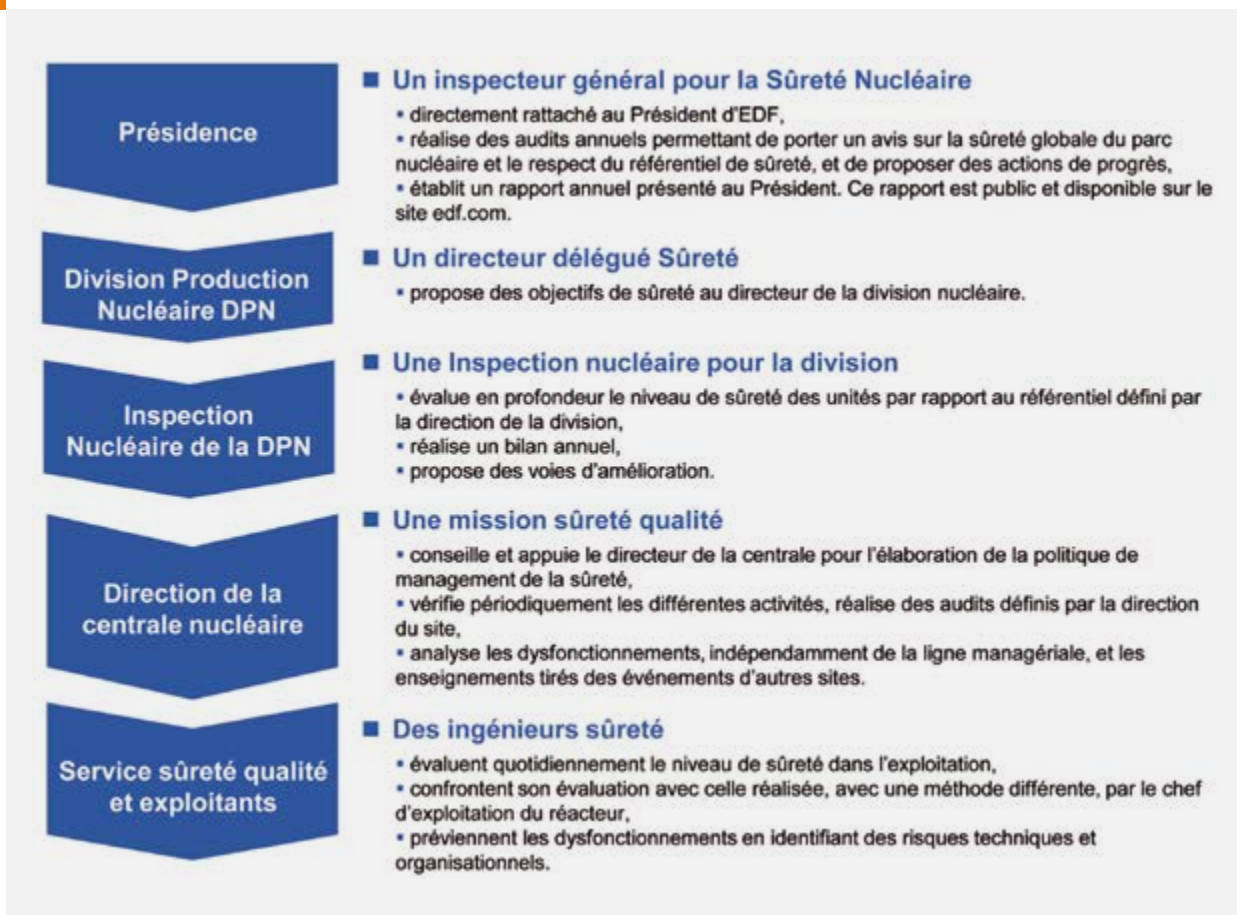 Présidence
■ Un inspecteur général pour la Sûreté Nucléaire
▪ directement rattaché au Président d'EDF,
▪ réalise des audits annuels permettant de porter un avis sur la sûreté globale du parc
nucléaire et le respect du référentiel de sûreté, et de proposer des actions de progrès,
▪ établit un rapport annuel présenté au Président. Ce rapport est public et disponible sur le
site edf.com.
Division Production
Nucléaire DPN
■ Un directeur délégué Sûreté
▪ propose des objectifs de sûreté au directeur de la division nucléaire.
Inspection
Nucléaire de la DPN
■ Une Inspection nucléaire pour la division
▪ évalue en profondeur le niveau de sûreté des unités par rapport au référentiel défini par
la direction de la division,
▪ réalise un bilan annuel,
▪ propose des voies d'amélioration.
Direction de la
centrale nucléaire
■ Une mission sûreté qualité
▪ conseille et appuie le directeur de la centrale pour l'élaboration de la politique de
management de la sûreté,
▪ vérifie périodiquement les différentes activités, réalise des audits définis par la direction
du site,
▪ analyse les dysfonctionnements, indépendamment de la ligne managériale, et les
enseignements tirés des événements d'autres sites.
Service sûreté qualité
et exploitants
■ Des ingénieurs sûreté
▪ évaluent quotidiennement le niveau de sûreté dans l'exploitation,
▪ confrontent son évaluation avec celle réalisée, avec une méthode différente, par le chef
d'exploitation du réacteur,
▪ préviennent les dysfonctionnements en identifiant des risques techniques et
organisationnels.